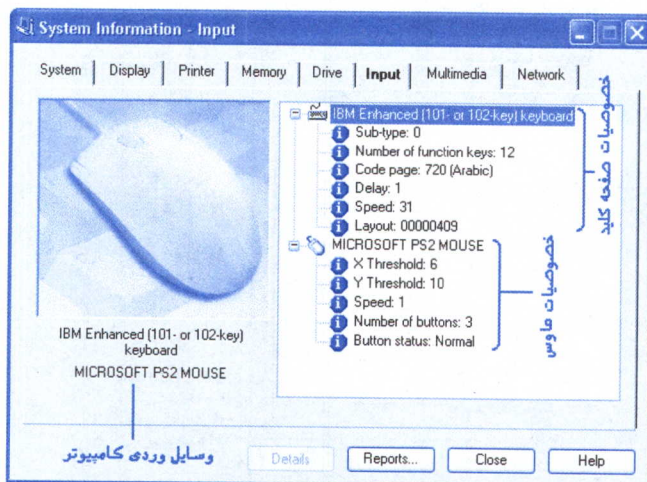 System Information - Input
System | Display | Printer | Memory | Drive | Input | Multimedia | Network
IBM Enhanced (101- or 102-key) keyboard
Sub-type: 0
Number of function keys: 12
Code page: 720 (Arabic)
Delay: 1
Speed: 31
Layout: 00000409
خصوصیات صفحه کلید
MICROSOFT PS2 MOUSE
X Threshold: 6
Y Threshold: 10
Speed: 1
Number of buttons: 3
Button status: Normal
خصوصیات ماوس
IBM Enhanced (101- or 102-key)
keyboard
MICROSOFT PS2 MOUSE
وسایل وردی کامپیوتر
Details
Reports...
Close
Help